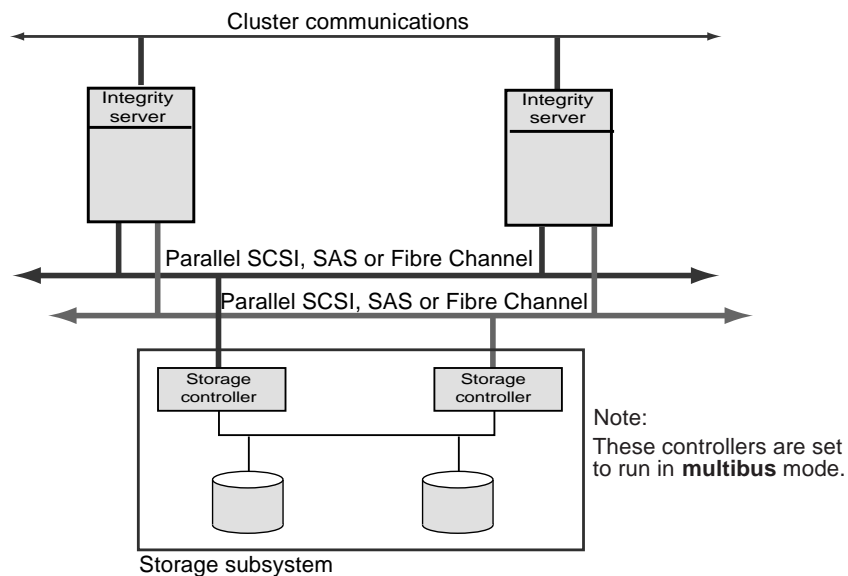 Cluster communications
Integrity
server
Integrity
server
Parallel SCSI, SAS or Fibre Channel
Parallel SCSI, SAS or Fibre Channel
Storage
controller
Storage
controller
Note:
These controllers are set
to run in multibus mode.
Storage subsystem